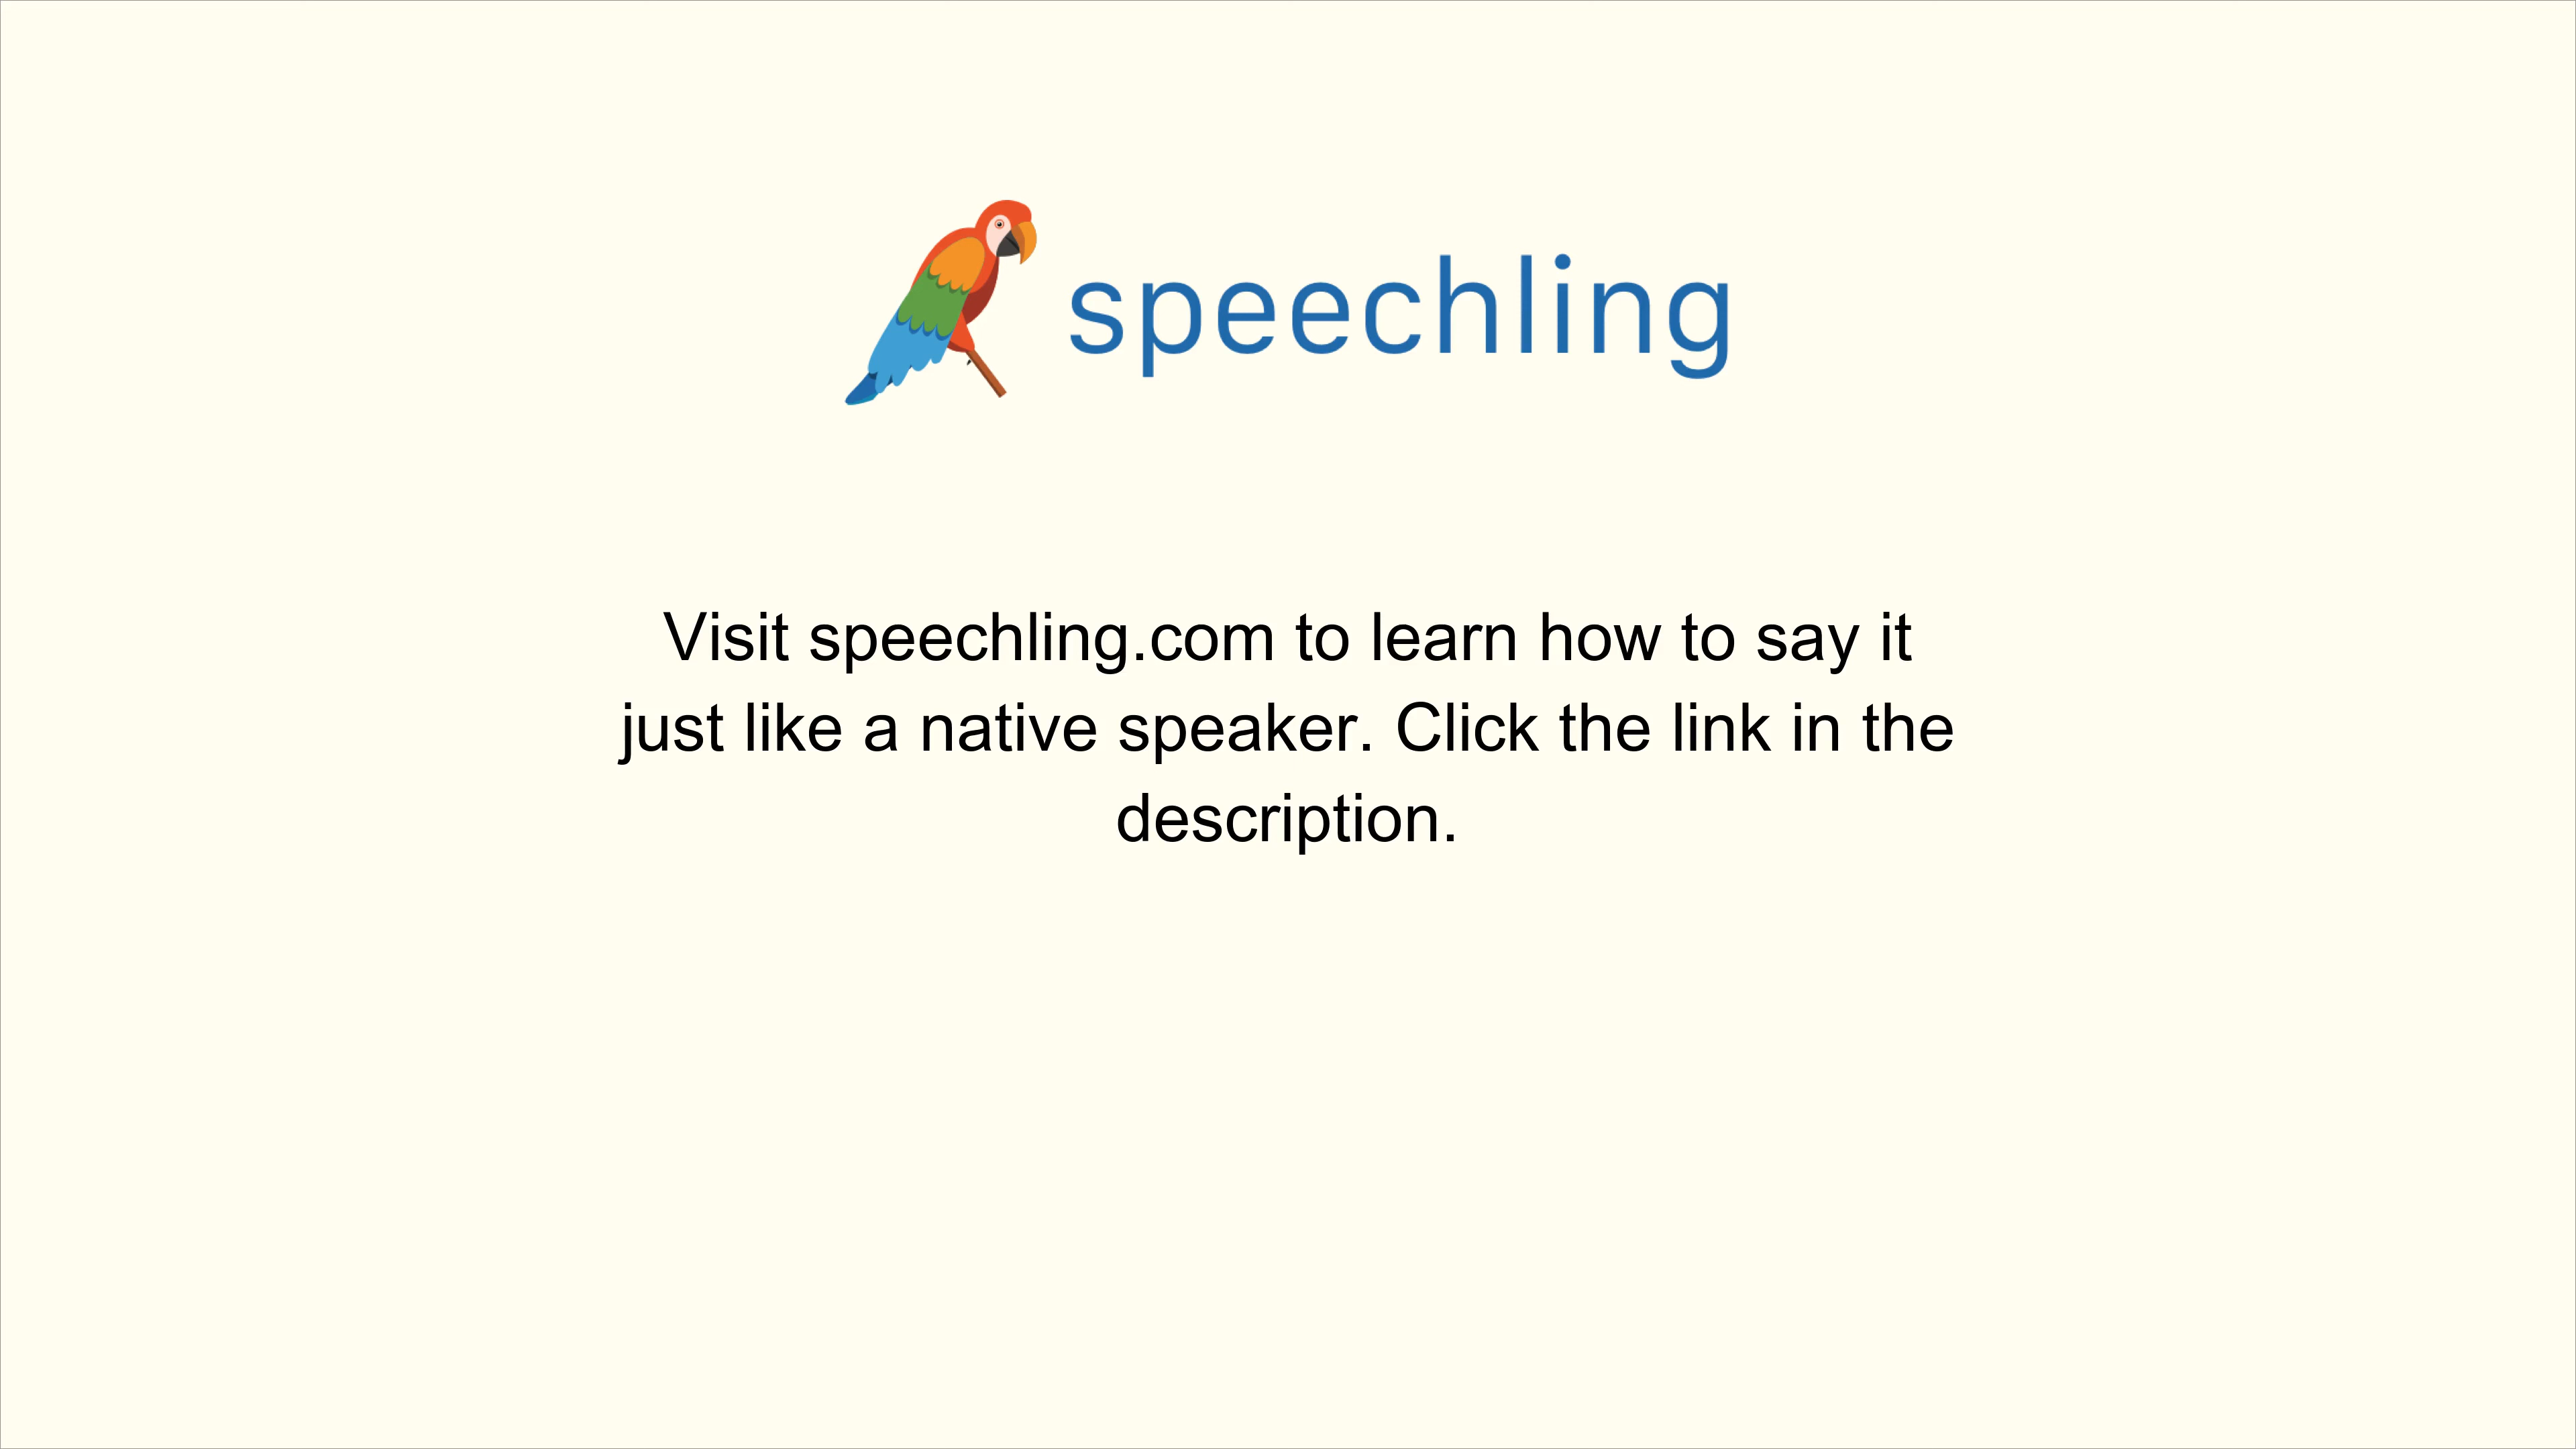 speechling
Visit speechling.com to learn how to say it
just like a native speaker. Click the link in the
description.